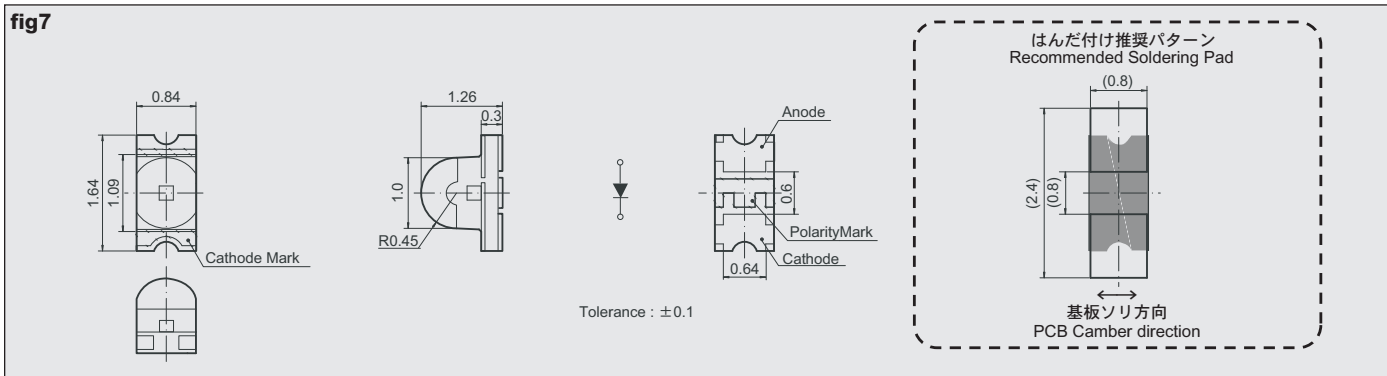 fig7
0.84
1.64
1.09
Cathode Mark
1.26
0.3
1.0
R0.45
Anode
0.6
PolarityMark
Cathode
0.64
Tolerance : ±0.1
はんだ付け推奨パターン
Recommended Soldering Pad
(0.8)
(2.4)
(0.8)
基板ソリ方向
PCB Camber direction